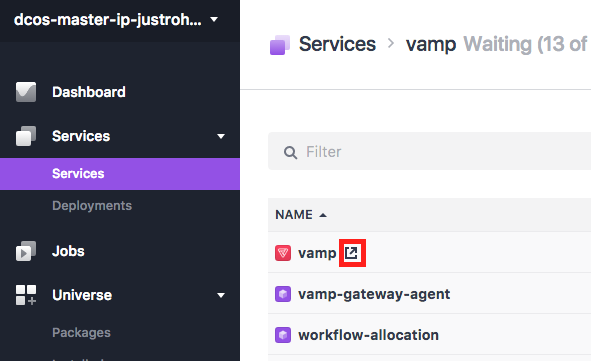 dcos-master-ip-justroh...
Dashboard
Services
Services
Deployments
Jobs
Universe
Packages
Services > vamp Waiting (13 of
Filter
NAME
vamp
vamp-gateway-agent
workflow-allocation